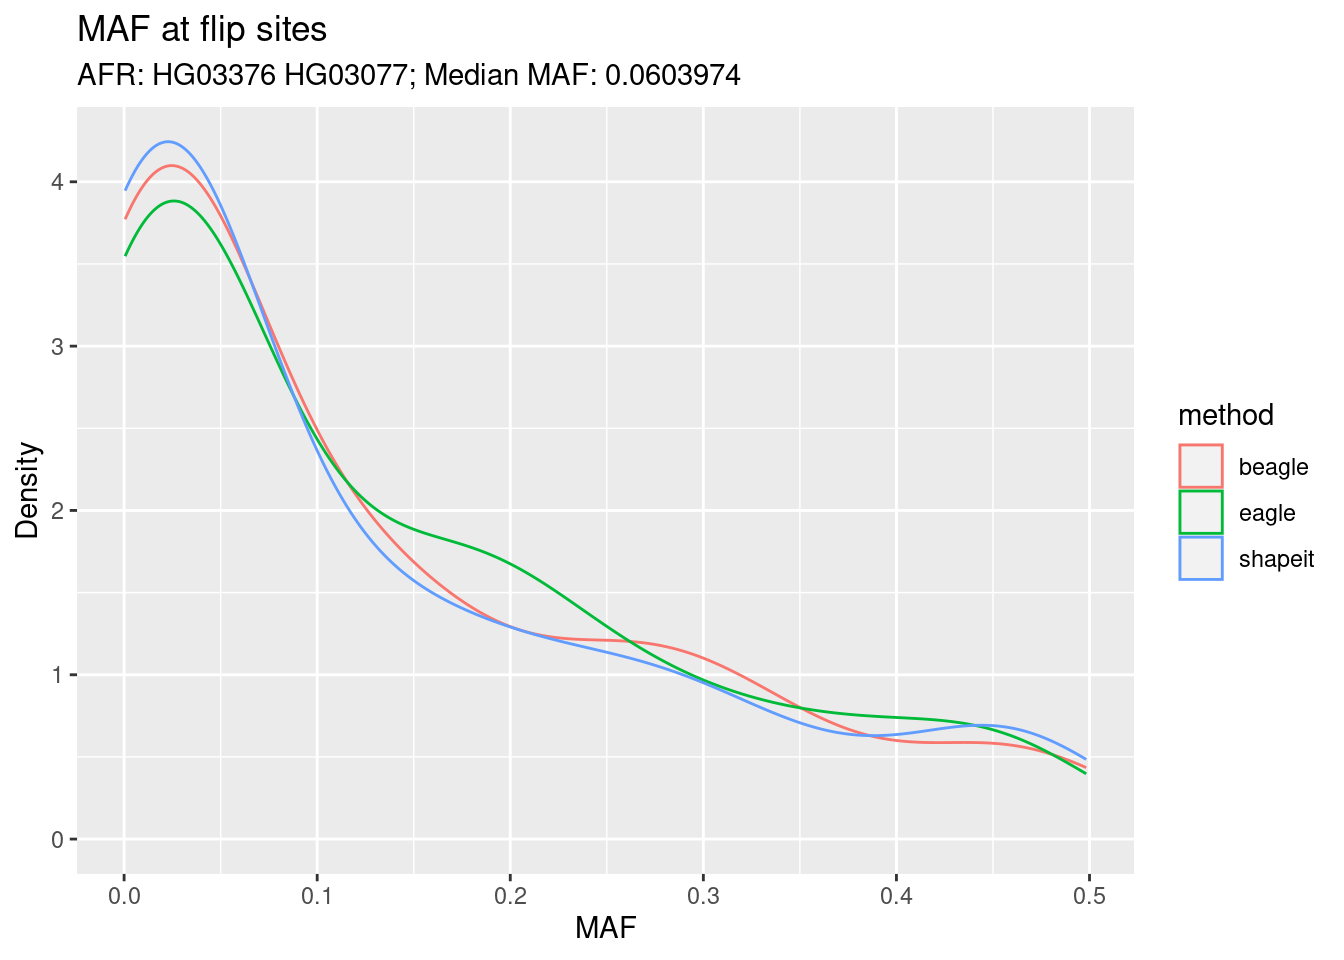 MAF at flip sites
AFR: HG03376 HG03077; Median MAF: 0.0603974
Density
4
3
2
1
0
0.0 0.1 0.2 0.3 0.4 0.5
MAF
method
beagle
eagle
shapeit